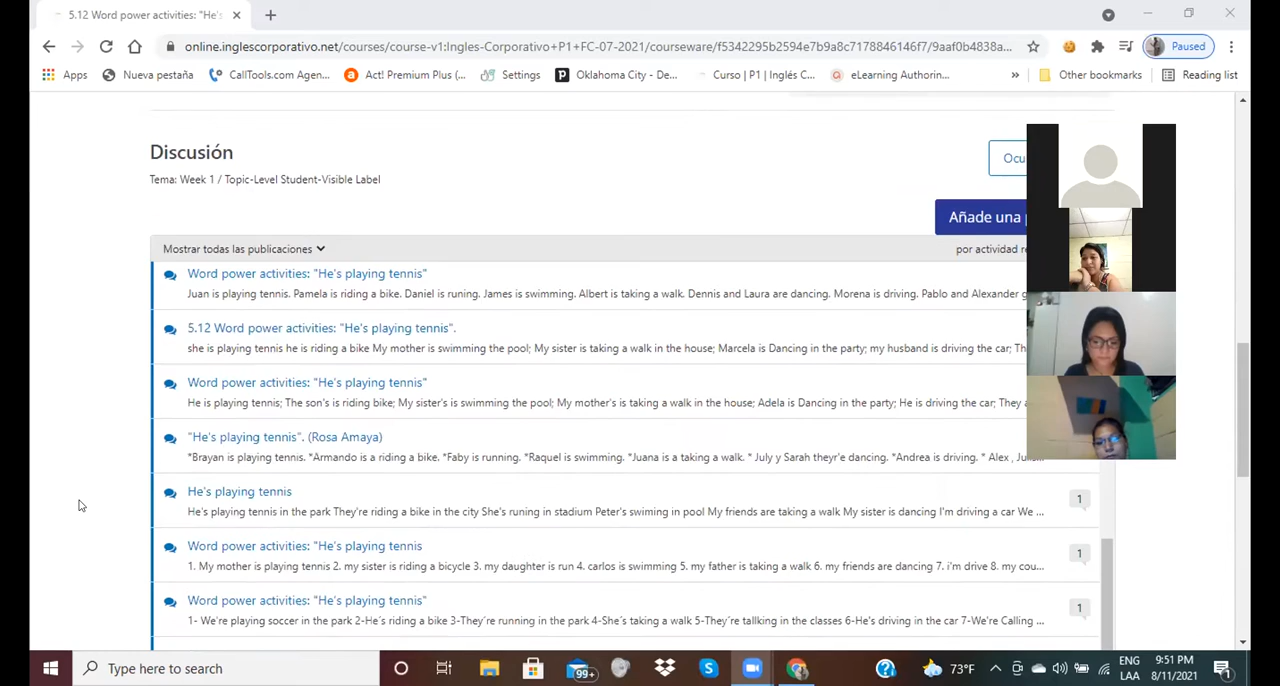 5.12 Word power activities: "He's
online.inglescorporativo.net/courses/course-v1:Ingles-Corporativo+P1+FC-07-2021/courseware/f5342295b2594e7b9a8c7178846146f7/9aaf0b4838a...
Paused
Apps Nueva pestaña CallTools.com Agen... Act! Premium Plus (... Settings Oklahoma City - De... Curso | P1 | Inglés C... eLearning Authorin... » Other bookmarks Reading list
Discusión
Ocu
Tema: Week 1 / Topic-Level Student-Visible Label
Añade una
Mostrar todas las publicaciones
por actividad re
Word power activities: "He's playing tennis"
Juan is playing tennis. Pamela is riding a bike. Daniel is runing. James is swimming. Albert is taking a walk. Dennis and Laura are dancing. Morena is driving. Pablo and Alexander g
5.12 Word power activities: "He's playing tennis".
she is playing tennis he is riding a bike My mother is swimming the pool; My sister is taking a walk in the house; Marcela is Dancing in the party; my husband is driving the car; Th
Word power activities: "He's playing tennis"
He is playing tennis; The son's is riding bike; My sister's is swimming the pool; My mother's is taking a walk in the house; Adela is Dancing in the party; He is driving the car; They
"He's playing tennis". (Rosa Amaya)
*Brayan is playing tennis. *Armando is a riding a bike. *Faby is running. *Raquel is swimming. *Juana is a taking a walk. * July y Sarah theyr'e dancing. *Andrea is driving. * Alex , Juli...
He's playing tennis
1
He's playing tennis in the park They're riding a bike in the city She's runing in stadium Peter's swiming in pool My friends are taking a walk My sister is dancing I'm driving a car We ...
Word power activities: "He's playing tennis
1
1. My mother is playing tennis 2. my sister is riding a bicycle 3. my daughter is run 4. carlos is swimming 5. my father is taking a walk 6. my friends are dancing 7. i'm drive 8. my cou...
Word power activities: "He's playing tennis"
1
1- We're playing soccer in the park 2-He´s riding a bike 3-They´re running in the park 4-She´s taking a walk 5-They´re tallking in the classes 6-He's driving in the car 7-We're Calling ...
Type here to search
99+
73°F
ENG
LAA
9:51 PM
8/11/2021
1